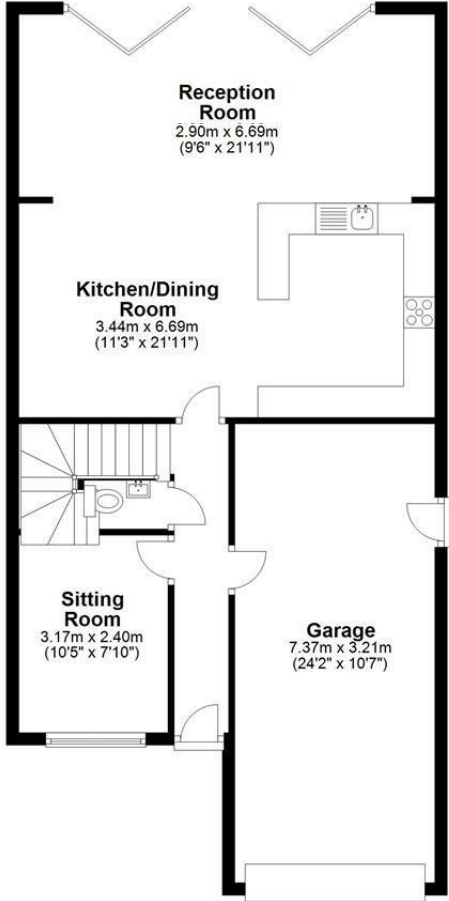 Reception
Room
2.90m x 6.69m
(9'6" x 21'11")
Kitchen/Dining
Room
3.44m x 6.69m
(11'3" x 21'11")
Sitting
Room
3.17m x 2.40m
(10'5" x 7'10")
Garage
7.37m x 3.21m
(24'2" x 10'7")